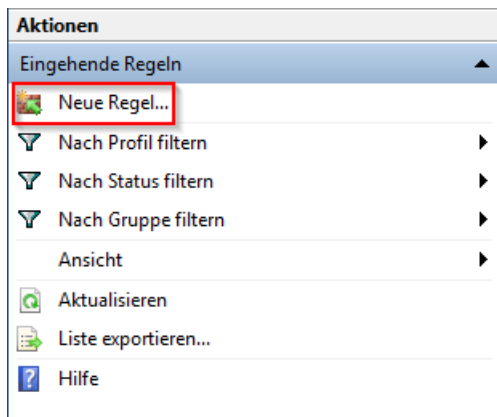 Aktionen
Eingehende Regeln
Neue Regel...
Nach Profil filtern
Nach Status filtern
Nach Gruppe filtern
Ansicht
Aktualisieren
Liste exportieren...
Hilfe